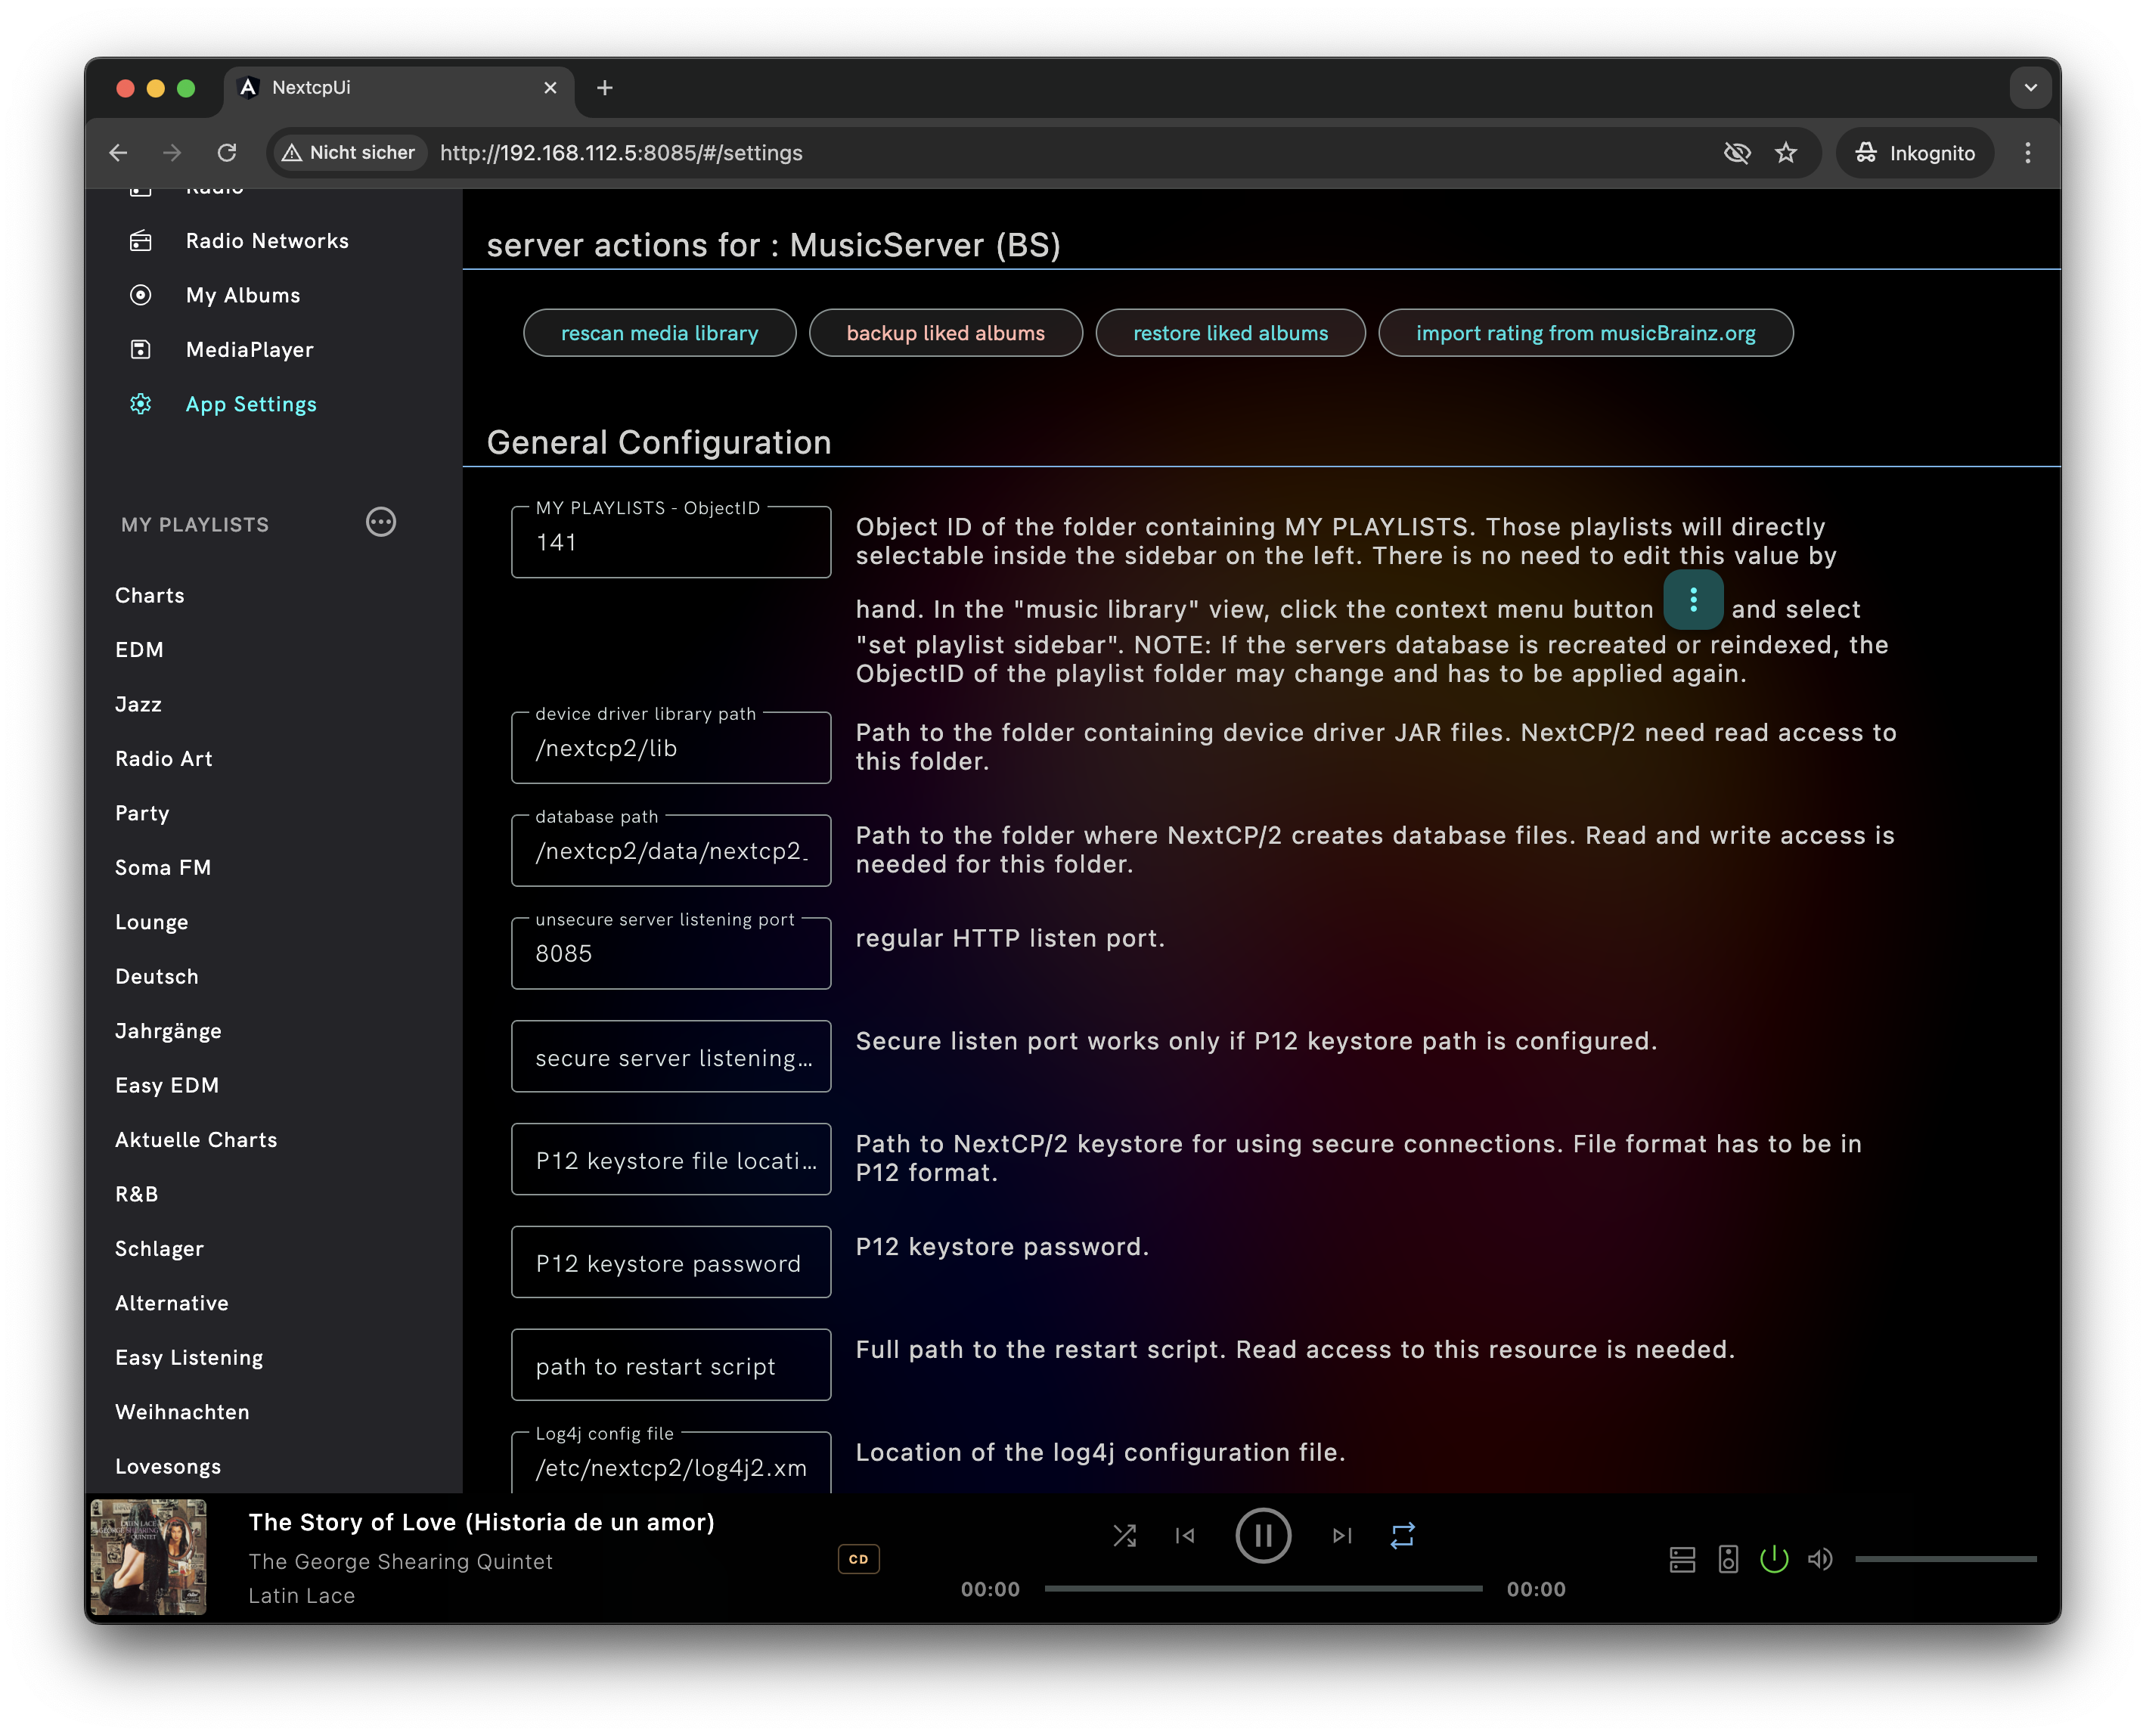 NextcpUi
Nicht sicher
http://192.168.112.5:8085/#/settings
Inkognito
Radio
Radio Networks
My Albums
MediaPlayer
App Settings
MY PLAYLISTS
Charts
EDM
Jazz
Radio Art
Party
Soma FM
Lounge
Deutsch
Jahrgänge
Easy EDM
Aktuelle Charts
R&B
Schlager
Alternative
Easy Listening
Weihnachten
Lovesongs
server actions for : MusicServer (BS)
rescan media library
backup liked albums
restore liked albums
import rating from musicBrainz.org
General Configuration
MY PLAYLISTS - ObjectID
141
Object ID of the folder containing MY PLAYLISTS. Those playlists will directly
selectable inside the sidebar on the left. There is no need to edit this value by
hand. In the "music library" view, click the context menu button and select
"set playlist sidebar". NOTE: If the servers database is recreated or reindexed, the
ObjectID of the playlist folder may change and has to be applied again.
device driver library path
/nextcp2/lib
Path to the folder containing device driver JAR files. NextCP/2 need read access to
this folder.
database path
/nextcp2/data/nextcp2_
Path to the folder where NextCP/2 creates database files. Read and write access is
needed for this folder.
unsecure server listening port
8085
regular HTTP listen port.
secure server listening...
Secure listen port works only if P12 keystore path is configured.
P12 keystore file locati...
Path to NextCP/2 keystore for using secure connections. File format has to be in
P12 format.
P12 keystore password
P12 keystore password.
path to restart script
Full path to the restart script. Read access to this resource is needed.
Log4j config file
/etc/nextcp2/log4j2.xm
Location of the log4j configuration file.
The Story of Love (Historia de un amor)
The George Shearing Quintet
Latin Lace
CD
00:00
00:00